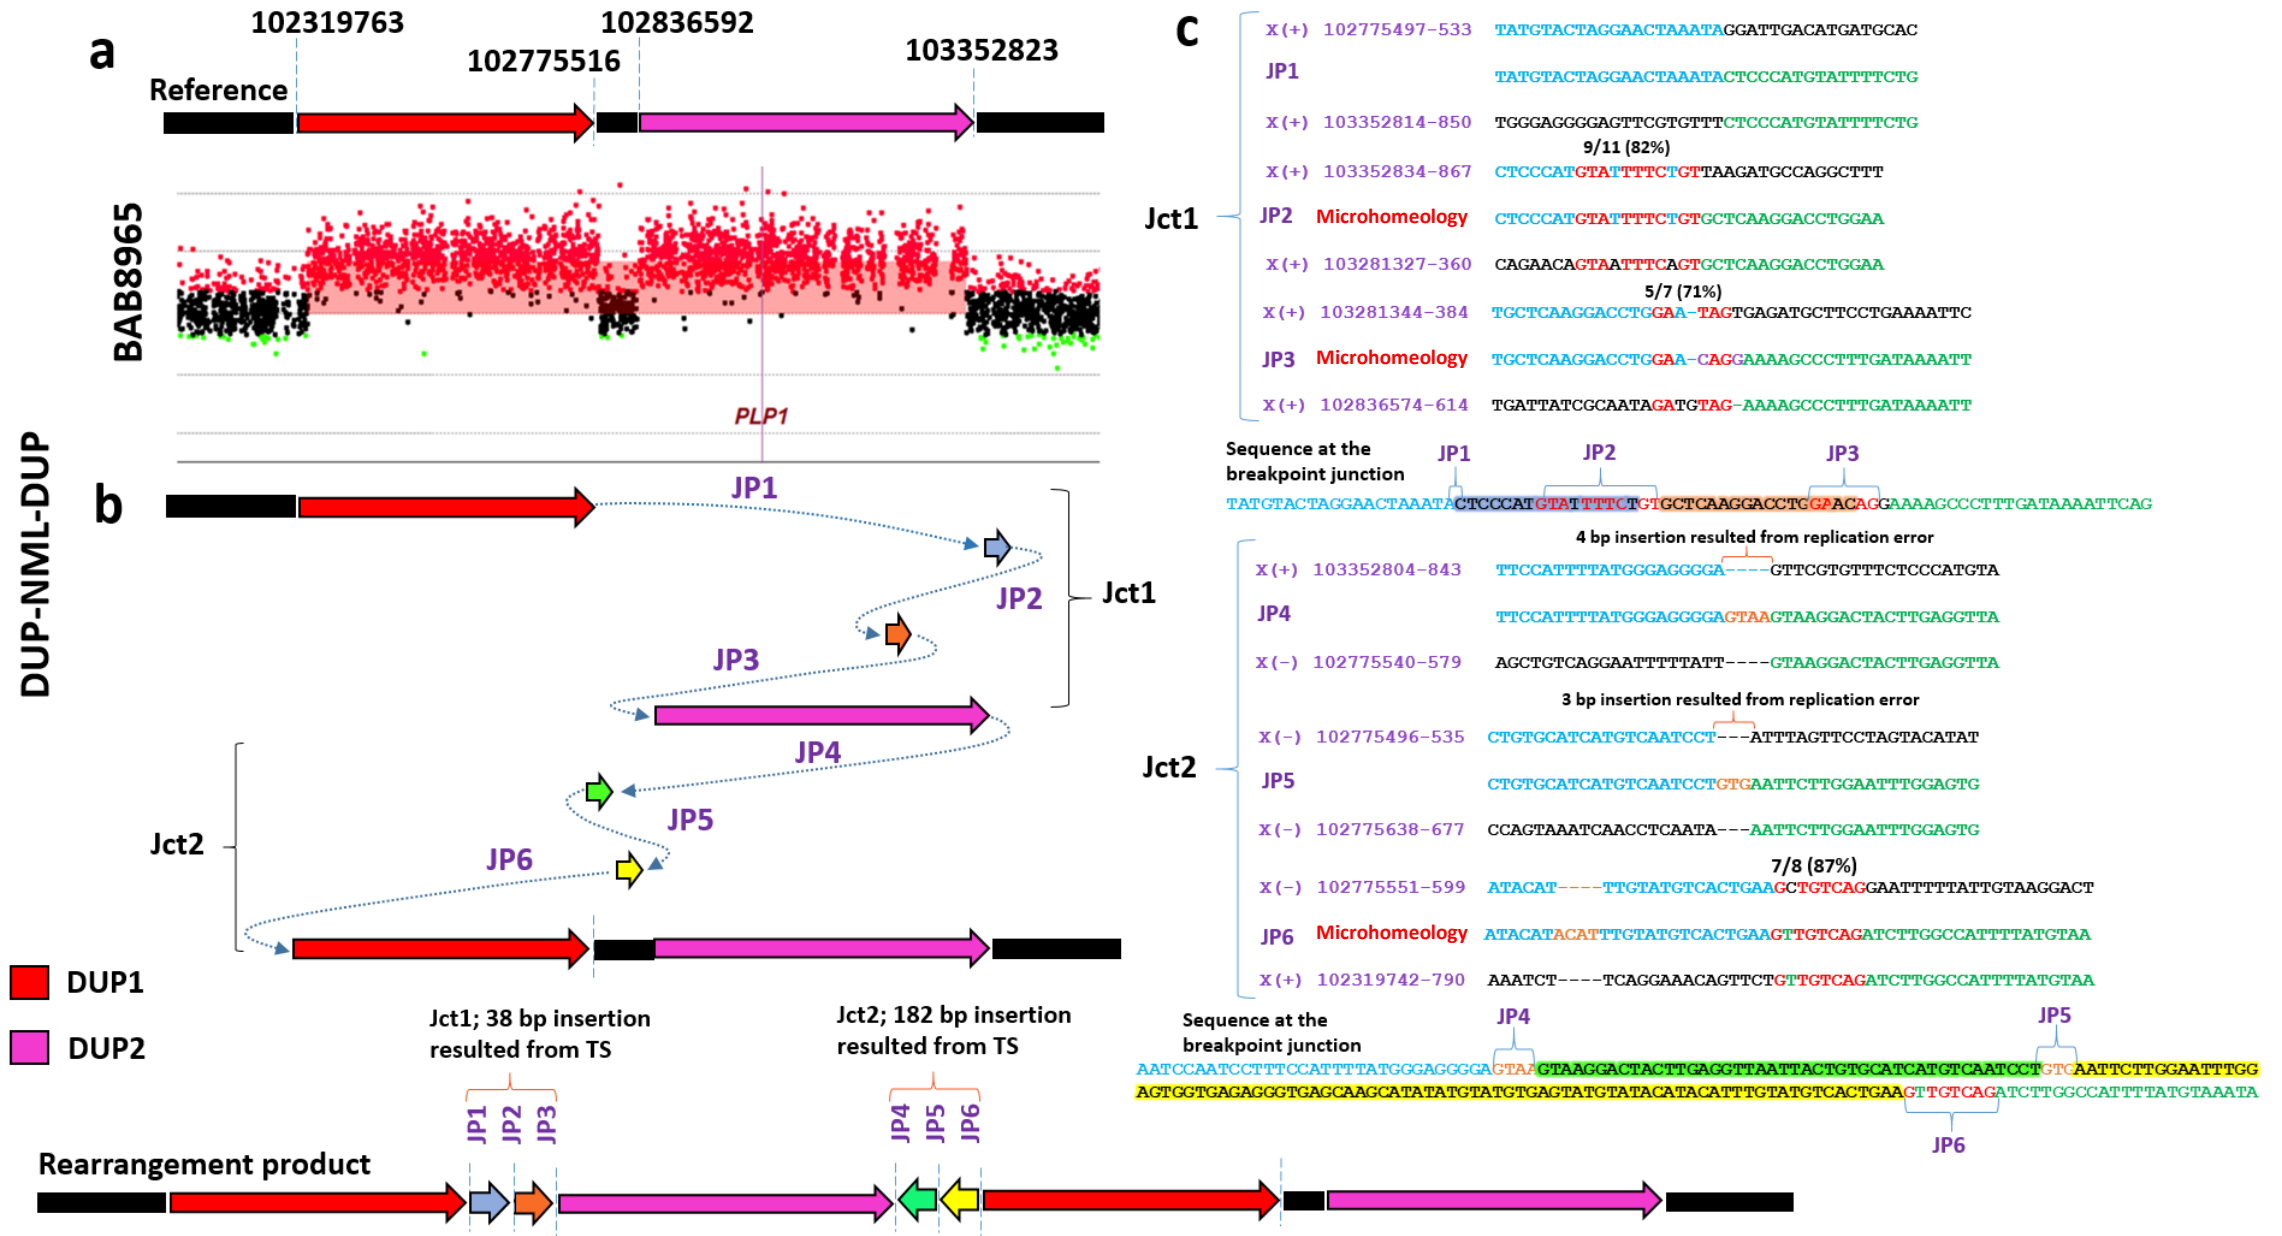 a
102319763
102775516
102836592
103352823
Reference
BAB8965
PLP1
DUP-NML-DUP
b
JP1
JP2
JP3
Jct1
JP4
JP5
JP6
Jct2
DUP1
DUP2
Jct1; 38 bp insertion
resulted from TS
Jct2; 182 bp insertion
resulted from TS
JP1
JP2
JP3
JP4
JP5
JP6
Rearrangement product
c
Jct1
X(+) 102775497-533 TATGTACTAGGAACTAAATAGGATTGACATGATGCAC
JP1 TATGTACTAGGAACTAAATACTCCCATGTATTTTCTG
X(+) 103352814-850 TGGGAGGGGAGTTCGTGTTTCTCCCATGTATTTTCTG
9/11 (82%)
X(+) 103352834-867 CTCCCATGTATTTTCTGTTAAGATGCCAGGCTTT
JP2 Microhomeology CTCCCATGTATTTTCTGTGCTCAAGGACCTGGAA
X(+) 103281327-360 CAGAACAGTAATTTCAGTGCTCAAGGACCTGGAA
5/7 (71%)
X(+) 103281344-384 TGCTCAAGGACCTGGAA-TAGTGAGATGCTTCCTGAAAATTC
JP3 Microhomeology TGCTCAAGGACCTGGAA-CAGGAAAAGCCCTTTGATAAAATT
X(+) 102836574-614 TGATTATCGCAATAGATGTAG-AAAAGCCCTTTGATAAAATT
Sequence at the
breakpoint junction
JP1
JP2
JP3
TATGTACTAGGAACTAAATACTCCCATGTATTTTCTGTGCTCAAGGACCTGGAACAGGAAAAGCCCTTTGATAAAATTCAG
Jct2
4 bp insertion resulted from replication error
X(+) 103352804-843 TTCCATTTTATGGGAGGGGA----GTTCGTGTTTCTCCCATGTA
JP4 TTCCATTTTATGGGAGGGGAGTAAGTAAGGACTACTTGAGGTTA
X(-) 102775540-579 AGCTGTCAGGAATTTTTATT----GTAAGGACTACTTGAGGTTA
3 bp insertion resulted from replication error
X(-) 102775496-535 CTGTGCATCATGTCAATCCT---ATTTAGTTCCTAGTACATAT
JP5 CTGTGCATCATGTCAATCCTGTGAATTCTTGGAATTTGGAGTG
X(-) 102775638-677 CCAGTAAATCAACCTCAATA---AATTCTTGGAATTTGGAGTG
7/8 (87%)
X(-) 102775551-599 ATACAT----TTGTATGTCACTGAAGCTGTCAGGAATTTTTATTGTAAGGACT
JP6 Microhomeology ATACATACATTTGTATGTCACTGAAGTTGTCAGATCTTGGCCATTTTATGTAA
X(+) 102319742-790 AAATCT----TCAGGAAACAGTTCTGTTGTCAGATCTTGGCCATTTTATGTAA
Sequence at the
breakpoint junction
JP4
JP5
AATCCAATCCTTTCCATTTTATGGGAGGGGAGTAAGTAAGGACTACTTGAGGTTAATTACTGTGCATCATGTCAATCCTGTGAATTCTTGGAATTTGG
AGTGGTGAGAGGGTGAGCAAGCATATATGTATGTGAGTATGTATACATACATTTGTATGTCACTGAAGTTGTCAGATCTTGGCCATTTTATGTAAATA
JP6